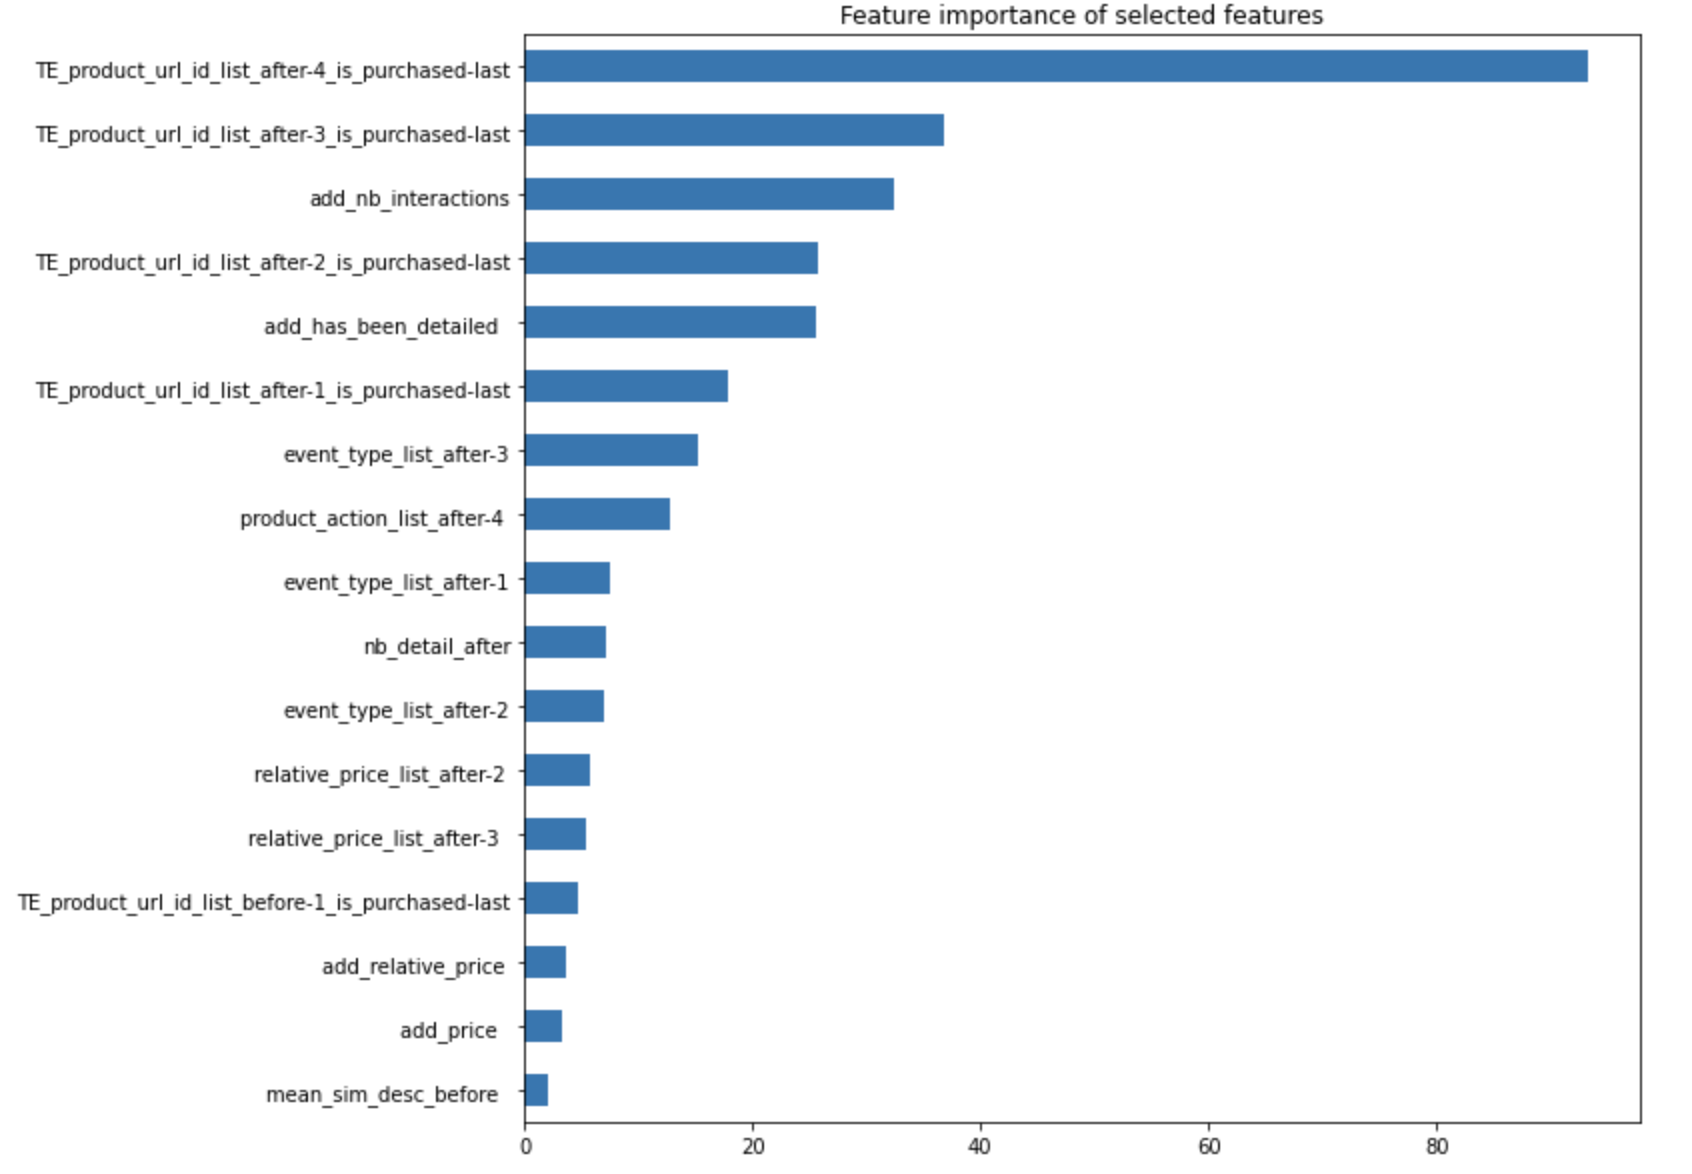 Feature importance of selected features
TE_product_url_id_list_after-4_is_purchased-last
TE_product_url_id_list_after-3_is_purchased-last
add_nb_interactions
TE_product_url_id_list_after-2_is_purchased-last
add_has_been_detailed
TE_product_url_id_list_after-1_is_purchased-last
event_type_list_after-3
product_action_list_after-4
event_type_list_after-1
nb_detail_after
event_type_list_after-2
relative_price_list_after-2
relative_price_list_after-3
TE_product_url_id_list_before-1_is_purchased-last
add_relative_price
add_price
mean_sim_desc_before
0 20 40 60 80